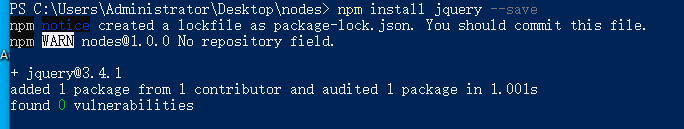 PS C:\Users\Administrator\Desktop\nodes> npm install jquery --save
npm notice created a lockfile as package-lock.json. You should commit this file.
npm WARN nodes@1.0.0 No repository field.
+ jquery@3.4.1
added 1 package from 1 contributor and audited 1 package in 1.001s
found 0 vulnerabilities